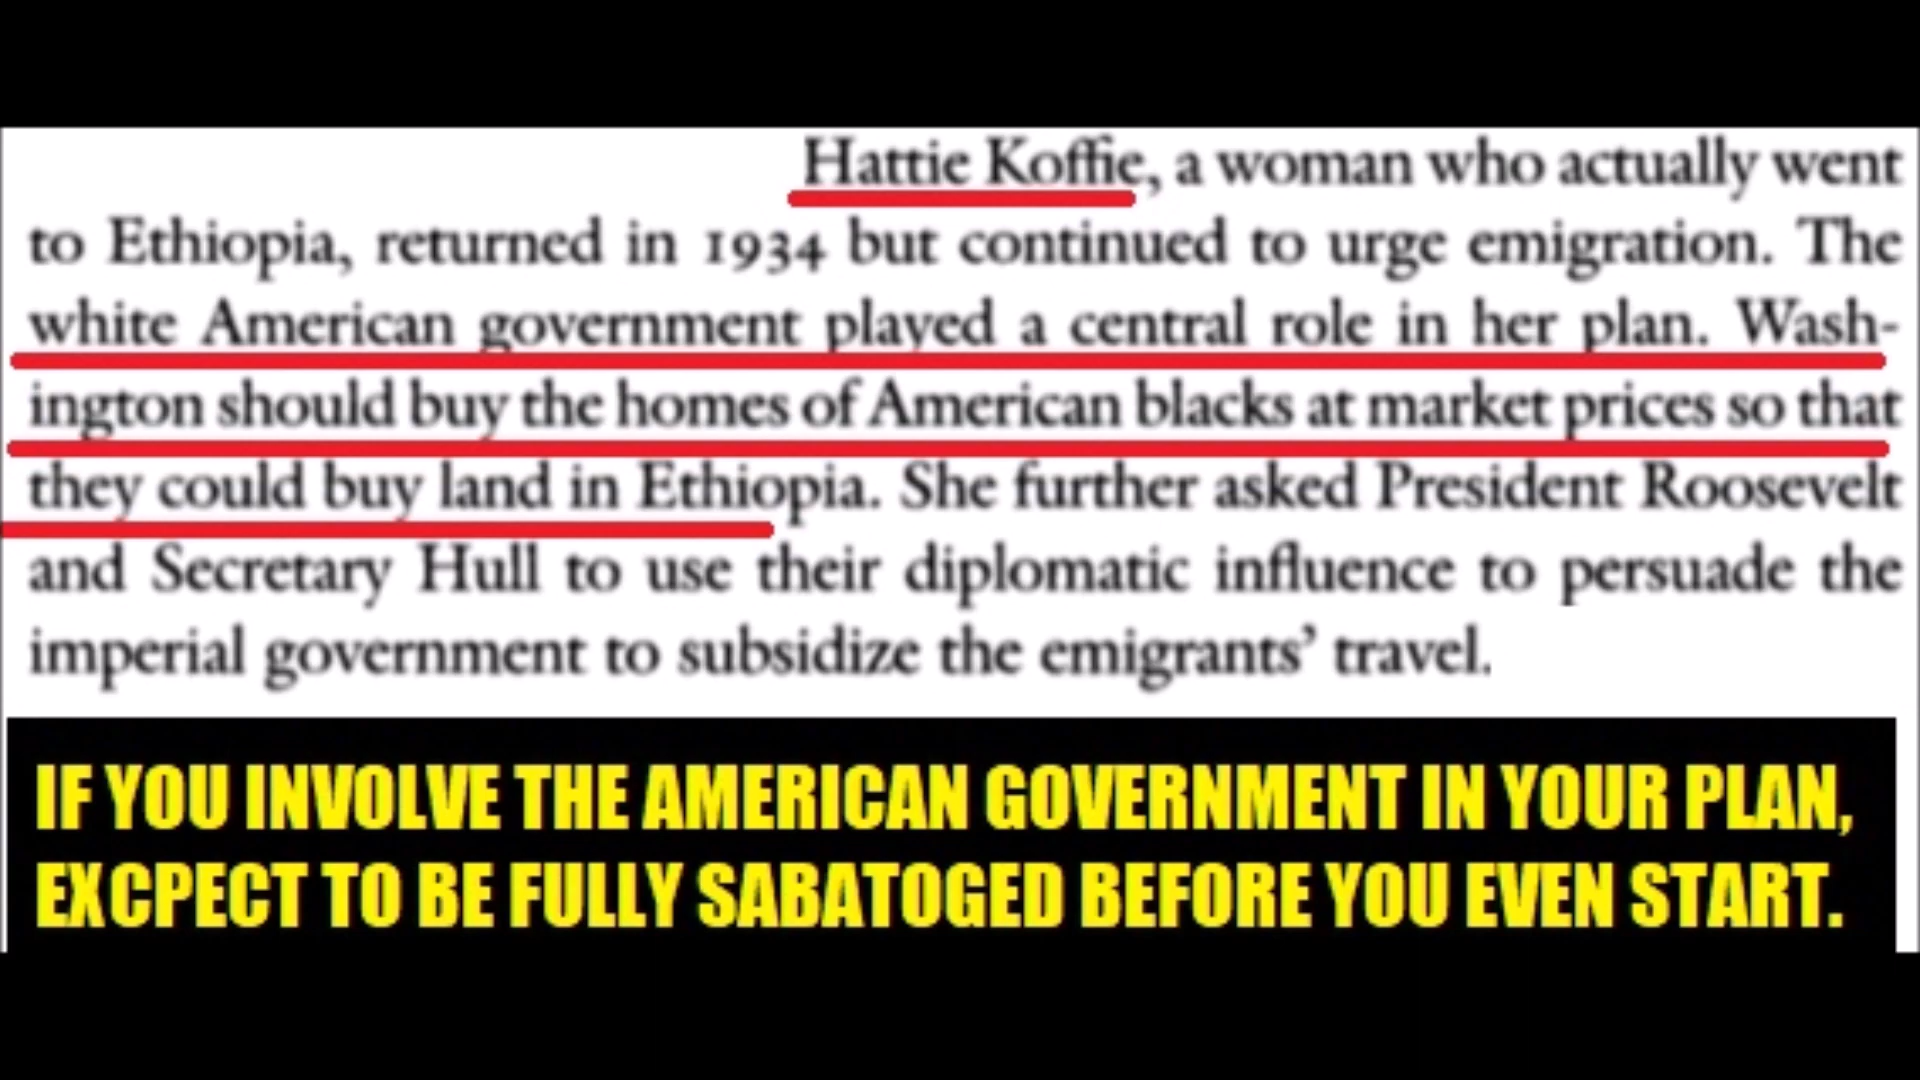 Hattie Koffie, a woman who actually went
to Ethiopia, returned in 1934 but continued to urge emigration. The
white American government played a central role in her plan. Wash-
ington should buy the homes of American blacks at market prices so that
they could buy land in Ethiopia. She further asked President Roosevelt
and Secretary Hull to use their diplomatic influence to persuade the
imperial government to subsidize the emigrants' travel.
IF YOU INVOLVE THE AMERICAN GOVERNMENT IN YOUR PLAN,
EXCPECT TO BE FULLY SABATOGED BEFORE YOU EVEN START.